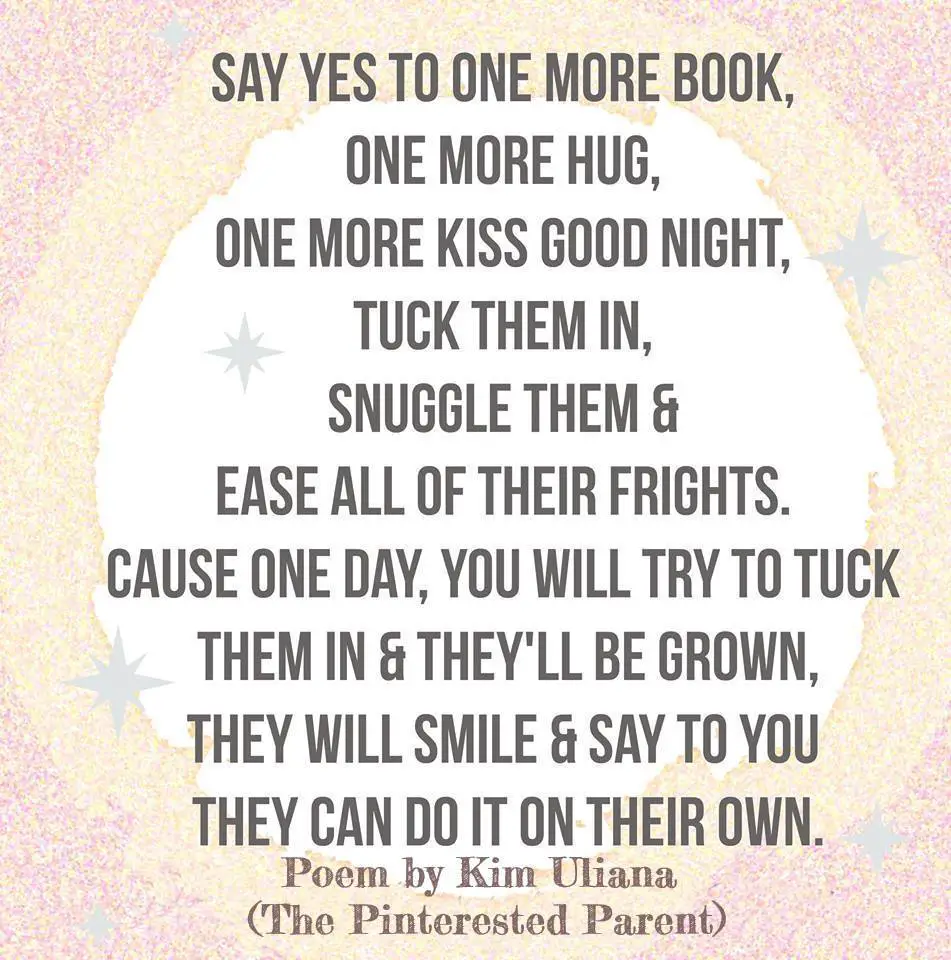 SAY YES TO ONE MORE BOOK,
ONE MORE HUG,
ONE MORE KISS GOOD NIGHT,
TUCK THEM IN,
SNUGGLE THEM &
EASE ALL OF THEIR FRIGHTS.
CAUSE ONE DAY, YOU WILL TRY TO TUCK
THEM IN & THEY'LL BE GROWN,
THEY WILL SMILE & SAY TO YOU
THEY CAN DO IT ON THEIR OWN.
Poem by Kim Uliana
(The Pinterested Parent)